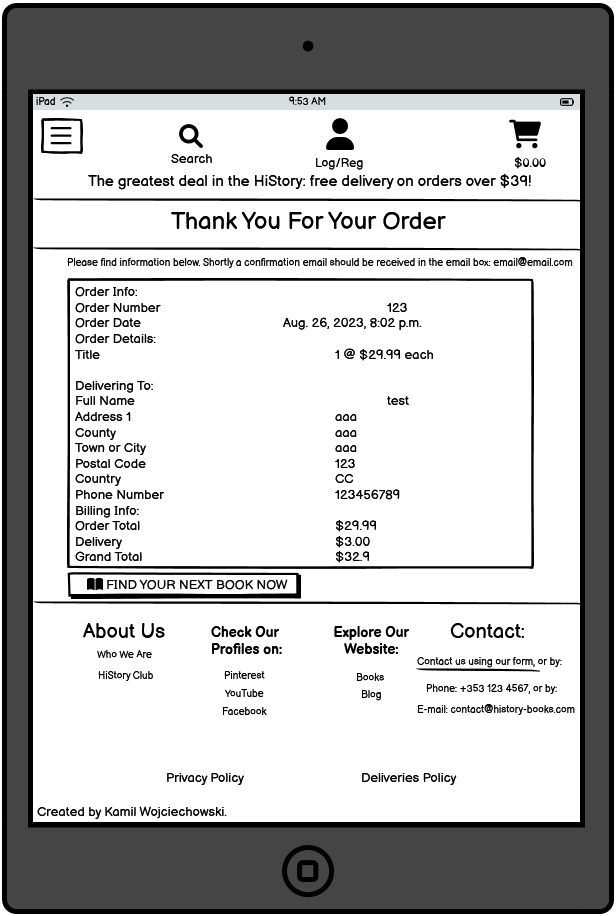 iPad 9:53 AM
Search Log/Reg $0.00
The greatest deal in the HiStory: free delivery on orders over $39!
Thank You For Your Order
Please find information below. Shortly a confirmation email should be received in the email box: email@email.com
Order Info:
Order Number 123
Order Date Aug. 26, 2023, 8:02 p.m.
Order Details:
Title 1 @ $29.99 each
Delivering To:
Full Name test
Address 1 aaa
County aaa
Town or City aaa
Postal Code 123
Country CC
Phone Number 123456789
Billing Info:
Order Total $29.99
Delivery $3.00
Grand Total $32.9
FIND YOUR NEXT BOOK NOW
About Us
Who We Are
HiStory Club
Check Our
Profiles on:
Pinterest
YouTube
Facebook
Explore Our
Website:
Books
Blog
Contact:
Contact us using our form, or by:
Phone: +353 123 4567, or by:
E-mail: contact@history-books.com
Privacy Policy Deliveries Policy
Created by Kamil Wojciechowski.